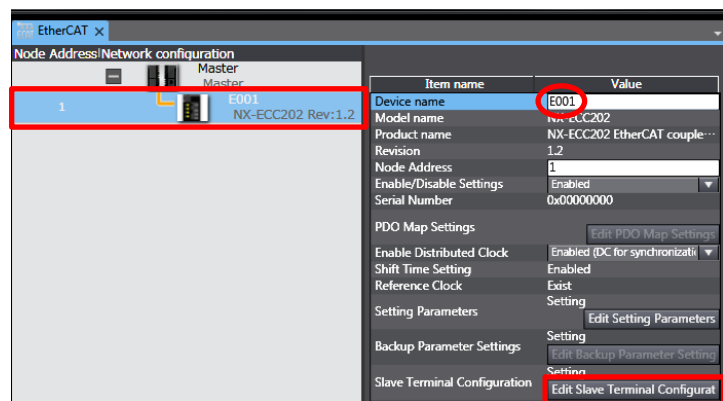 EtherCAT ×
Node Address|Network configuration
Master
Master
1
E001
NX-ECC202 Rev:1.2
Item name Value
Device name E001
Model name NX-ECC202
Product name NX-ECC202 EtherCAT couple···
Revision 1.2
Node Address 1
Enable/Disable Settings Enabled
Serial Number 0x00000000
PDO Map Settings Edit PDO Map Settings
Enable Distributed Clock Enabled (DC for synchronizati
Shift Time Setting Enabled
Reference Clock Exist
Setting Parameters Setting
Edit Setting Parameters
Backup Parameter Settings Setting
Edit Backup Parameter Setting
Slave Terminal Configuration Setting
Edit Slave Terminal Configurat